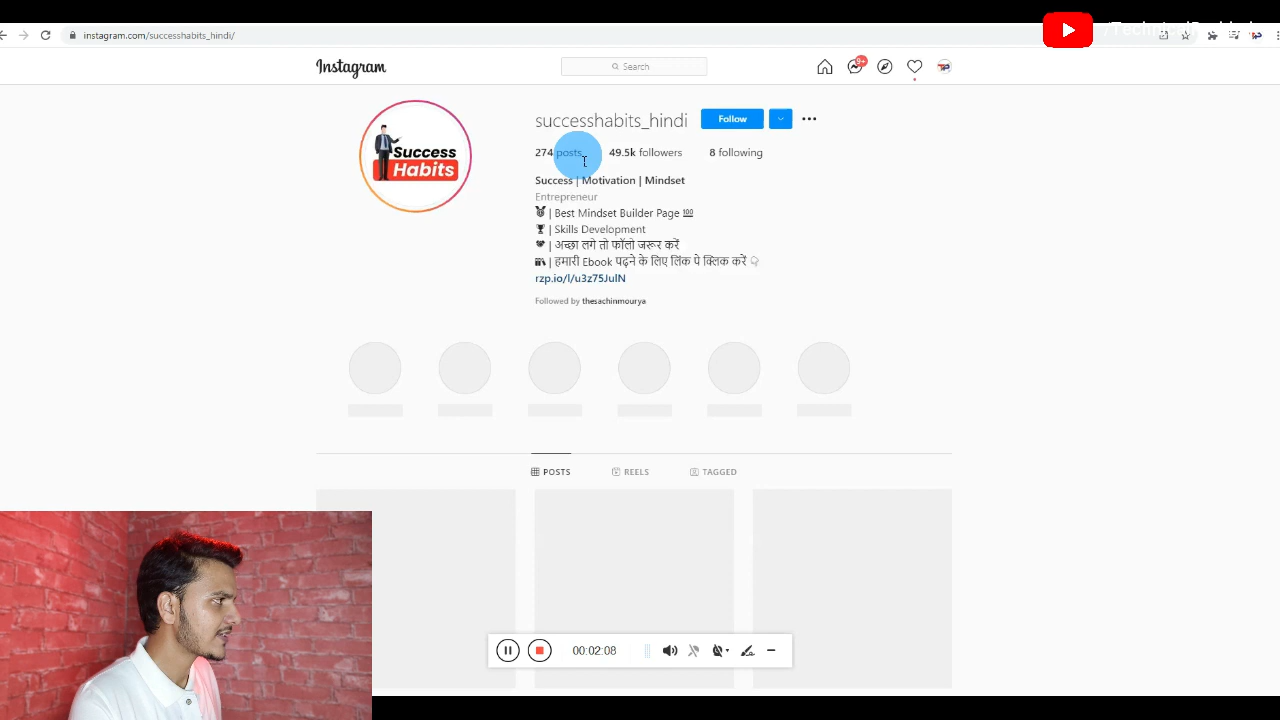 instagram.com/successhabits_hindi/
Instagram
Search
9+
successhabits_hindi
Follow
274 posts
49.5k followers
8 following
Success
Habits
Success | Motivation | Mindset
Entrepreneur
🥇 | Best Mindset Builder Page 💯
🏆 | Skills Development
| अच्छा लगे तो फॉलो जरूर करें
📚 | हमारी Ebook पढ़ने के लिए लिंक पे क्लिक करें 👇
rzp.io/l/u3z75JulN
Followed by thesachinmourya
POSTS
REELS
TAGGED
00:02:08